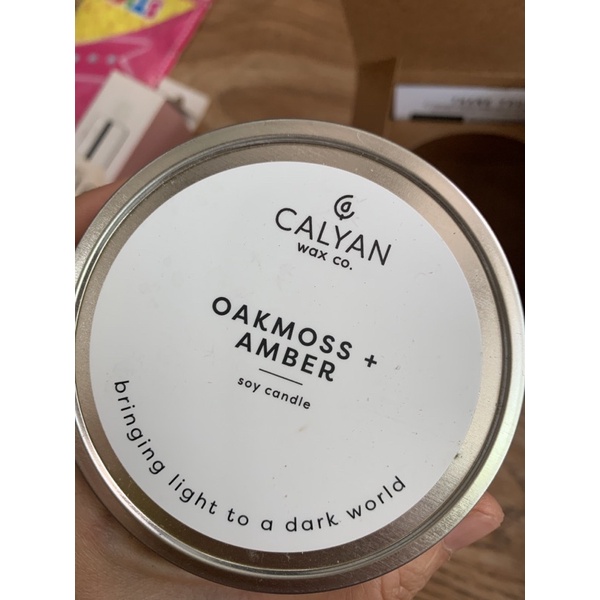 CALYAN
wax co.
OAKMOSS +
AMBER
soy candle
bringing light to a dark world